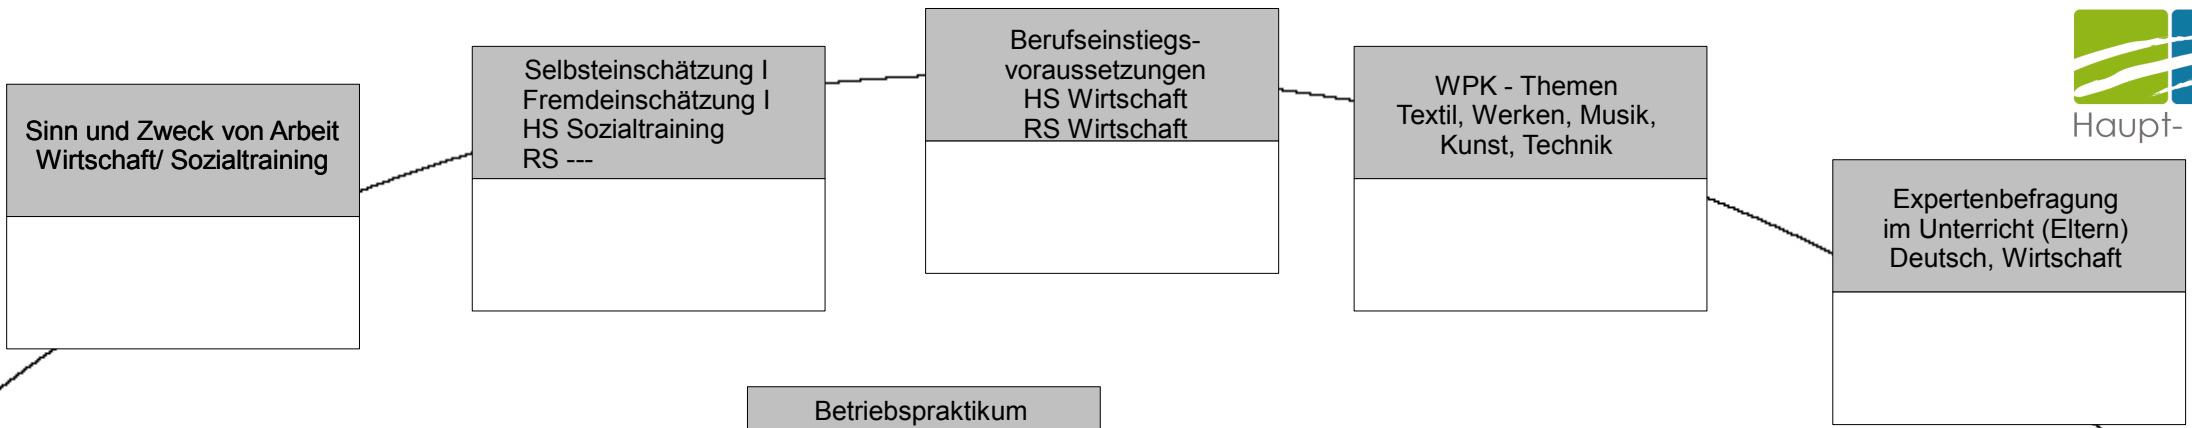 Sinn und Zweck von Arbeit
Wirtschaft/ Sozialtraining
Selbsteinschätzung I
Fremdeinschätzung I
HS Sozialtraining
RS ---
Berufseinstiegs-
voraussetzungen
HS Wirtschaft
RS Wirtschaft
WPK - Themen
Textil, Werken, Musik,
Kunst, Technik
Haupt-
Expertenbefragung
im Unterricht (Eltern)
Deutsch, Wirtschaft
Betriebspraktikum